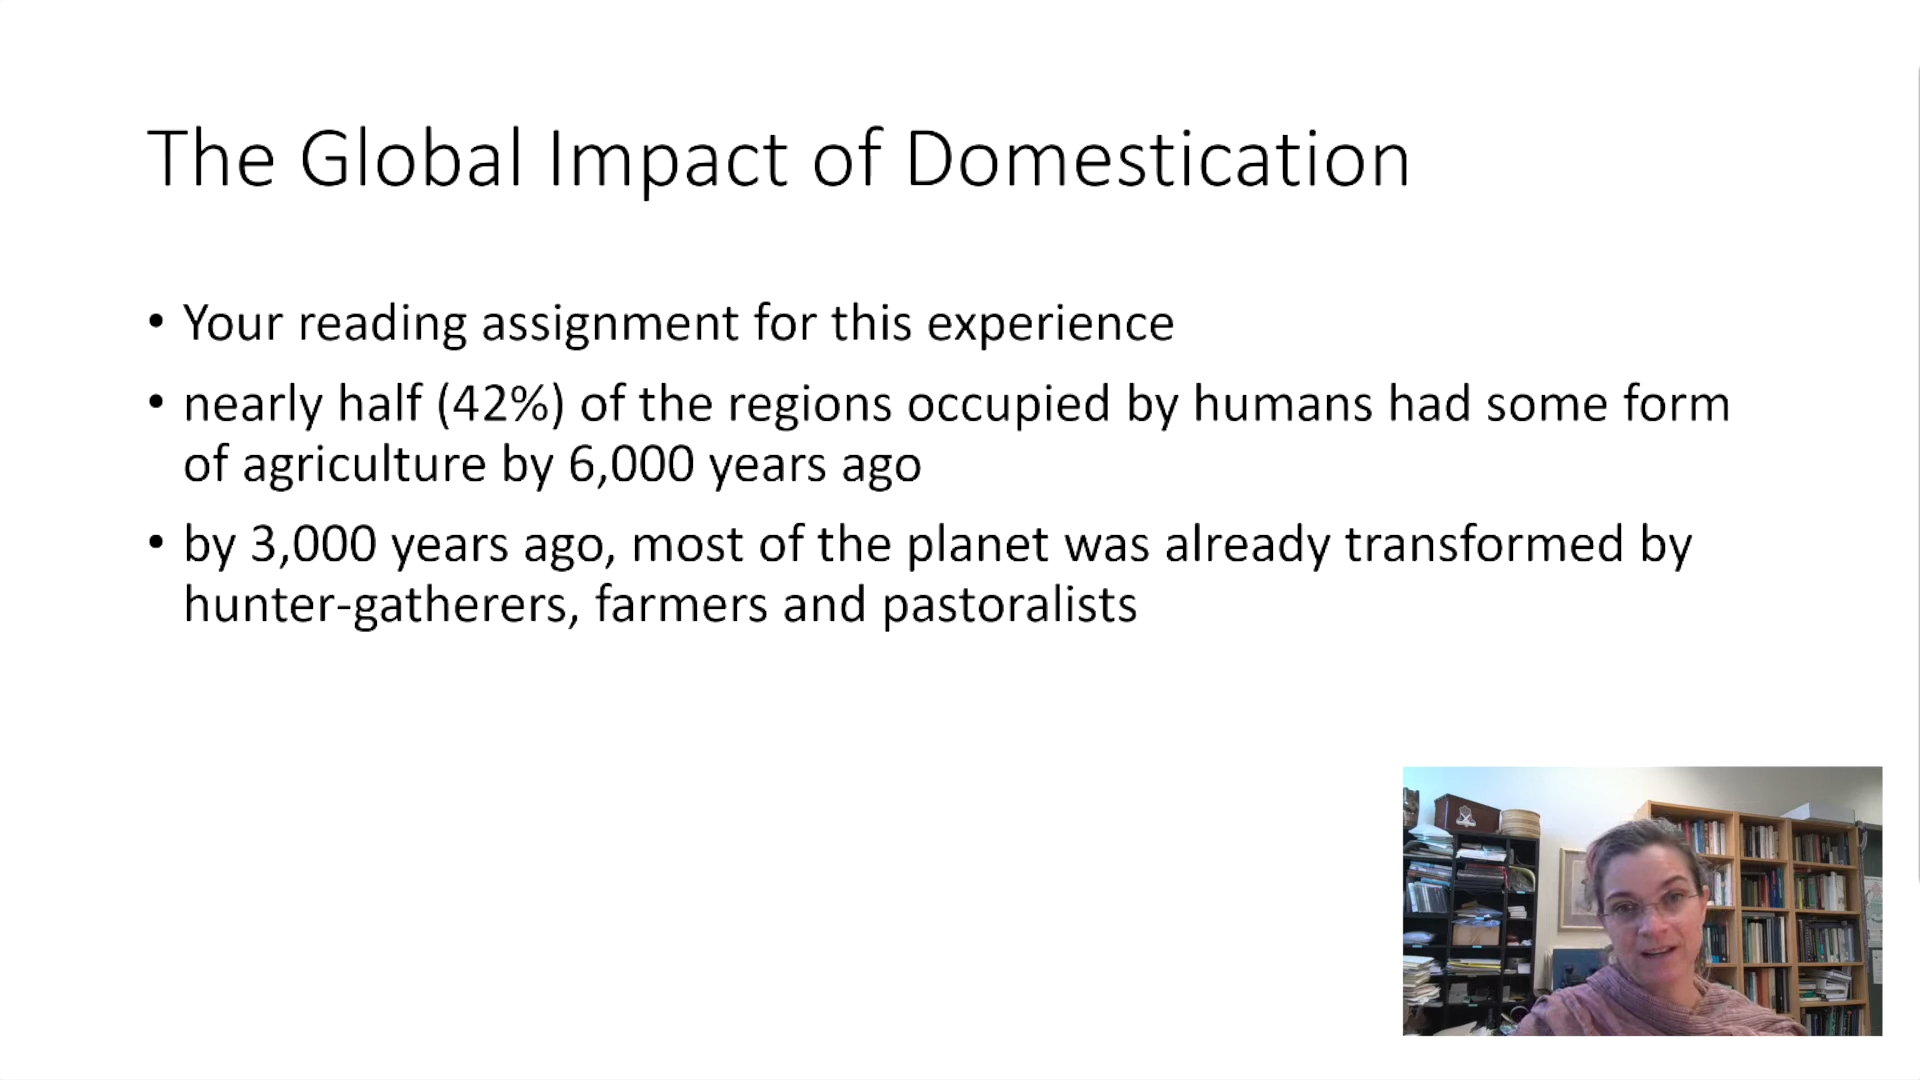 The Global Impact of Domestication
• Your reading assignment for this experience
• nearly half (42%) of the regions occupied by humans had some form
of agriculture by 6,000 years ago
• by 3,000 years ago, most of the planet was already transformed by
hunter-gatherers, farmers and pastoralists